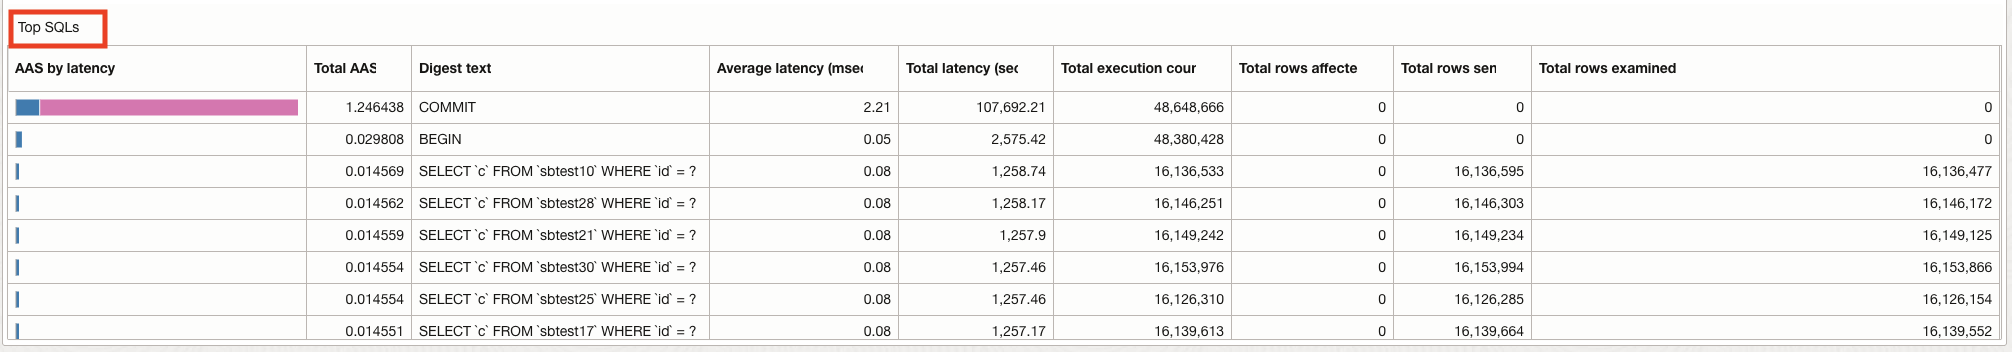 Top SQLs
AAS by latency Total AAS Digest text Average latency (msec Total latency (sec Total execution cour Total rows affecte Total rows sen Total rows examined
1.246438 COMMIT 2.21 107,692.21 48,648,666 0 0 0
0.029808 BEGIN 0.05 2,575.42 48,380,428 0 0 0
0.014569 SELECT `c` FROM `sbtest10` WHERE `id` = ? 0.08 1,258.74 16,136,533 0 16,136,595 16,136,477
0.014562 SELECT `c` FROM `sbtest28` WHERE `id` = ? 0.08 1,258.17 16,146,251 0 16,146,303 16,146,172
0.014559 SELECT `c` FROM `sbtest21` WHERE `id` = ? 0.08 1,257.9 16,149,242 0 16,149,234 16,149,125
0.014554 SELECT `c` FROM `sbtest30` WHERE `id` = ? 0.08 1,257.46 16,153,976 0 16,153,994 16,153,866
0.014554 SELECT `c` FROM `sbtest25` WHERE `id` = ? 0.08 1,257.46 16,126,310 0 16,126,285 16,126,154
0.014551 SELECT `c` FROM `sbtest17` WHERE `id` = ? 0.08 1,257.17 16,139,613 0 16,139,664 16,139,552